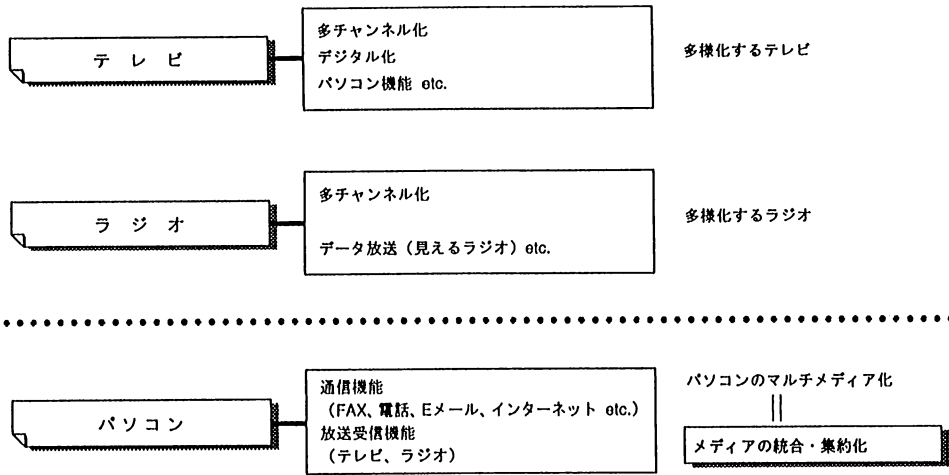 テレビ
多チャンネル化
デジタル化
パソコン機能 etc.
多様化するテレビ
ラジオ
多チャンネル化
データ放送（見えるラジオ）etc.
多様化するラジオ
パソコン
通信機能
（FAX、電話、Eメール、インターネット etc.）
放送受信機能
（テレビ、ラジオ）
パソコンのマルチメディア化
メディアの統合・集約化